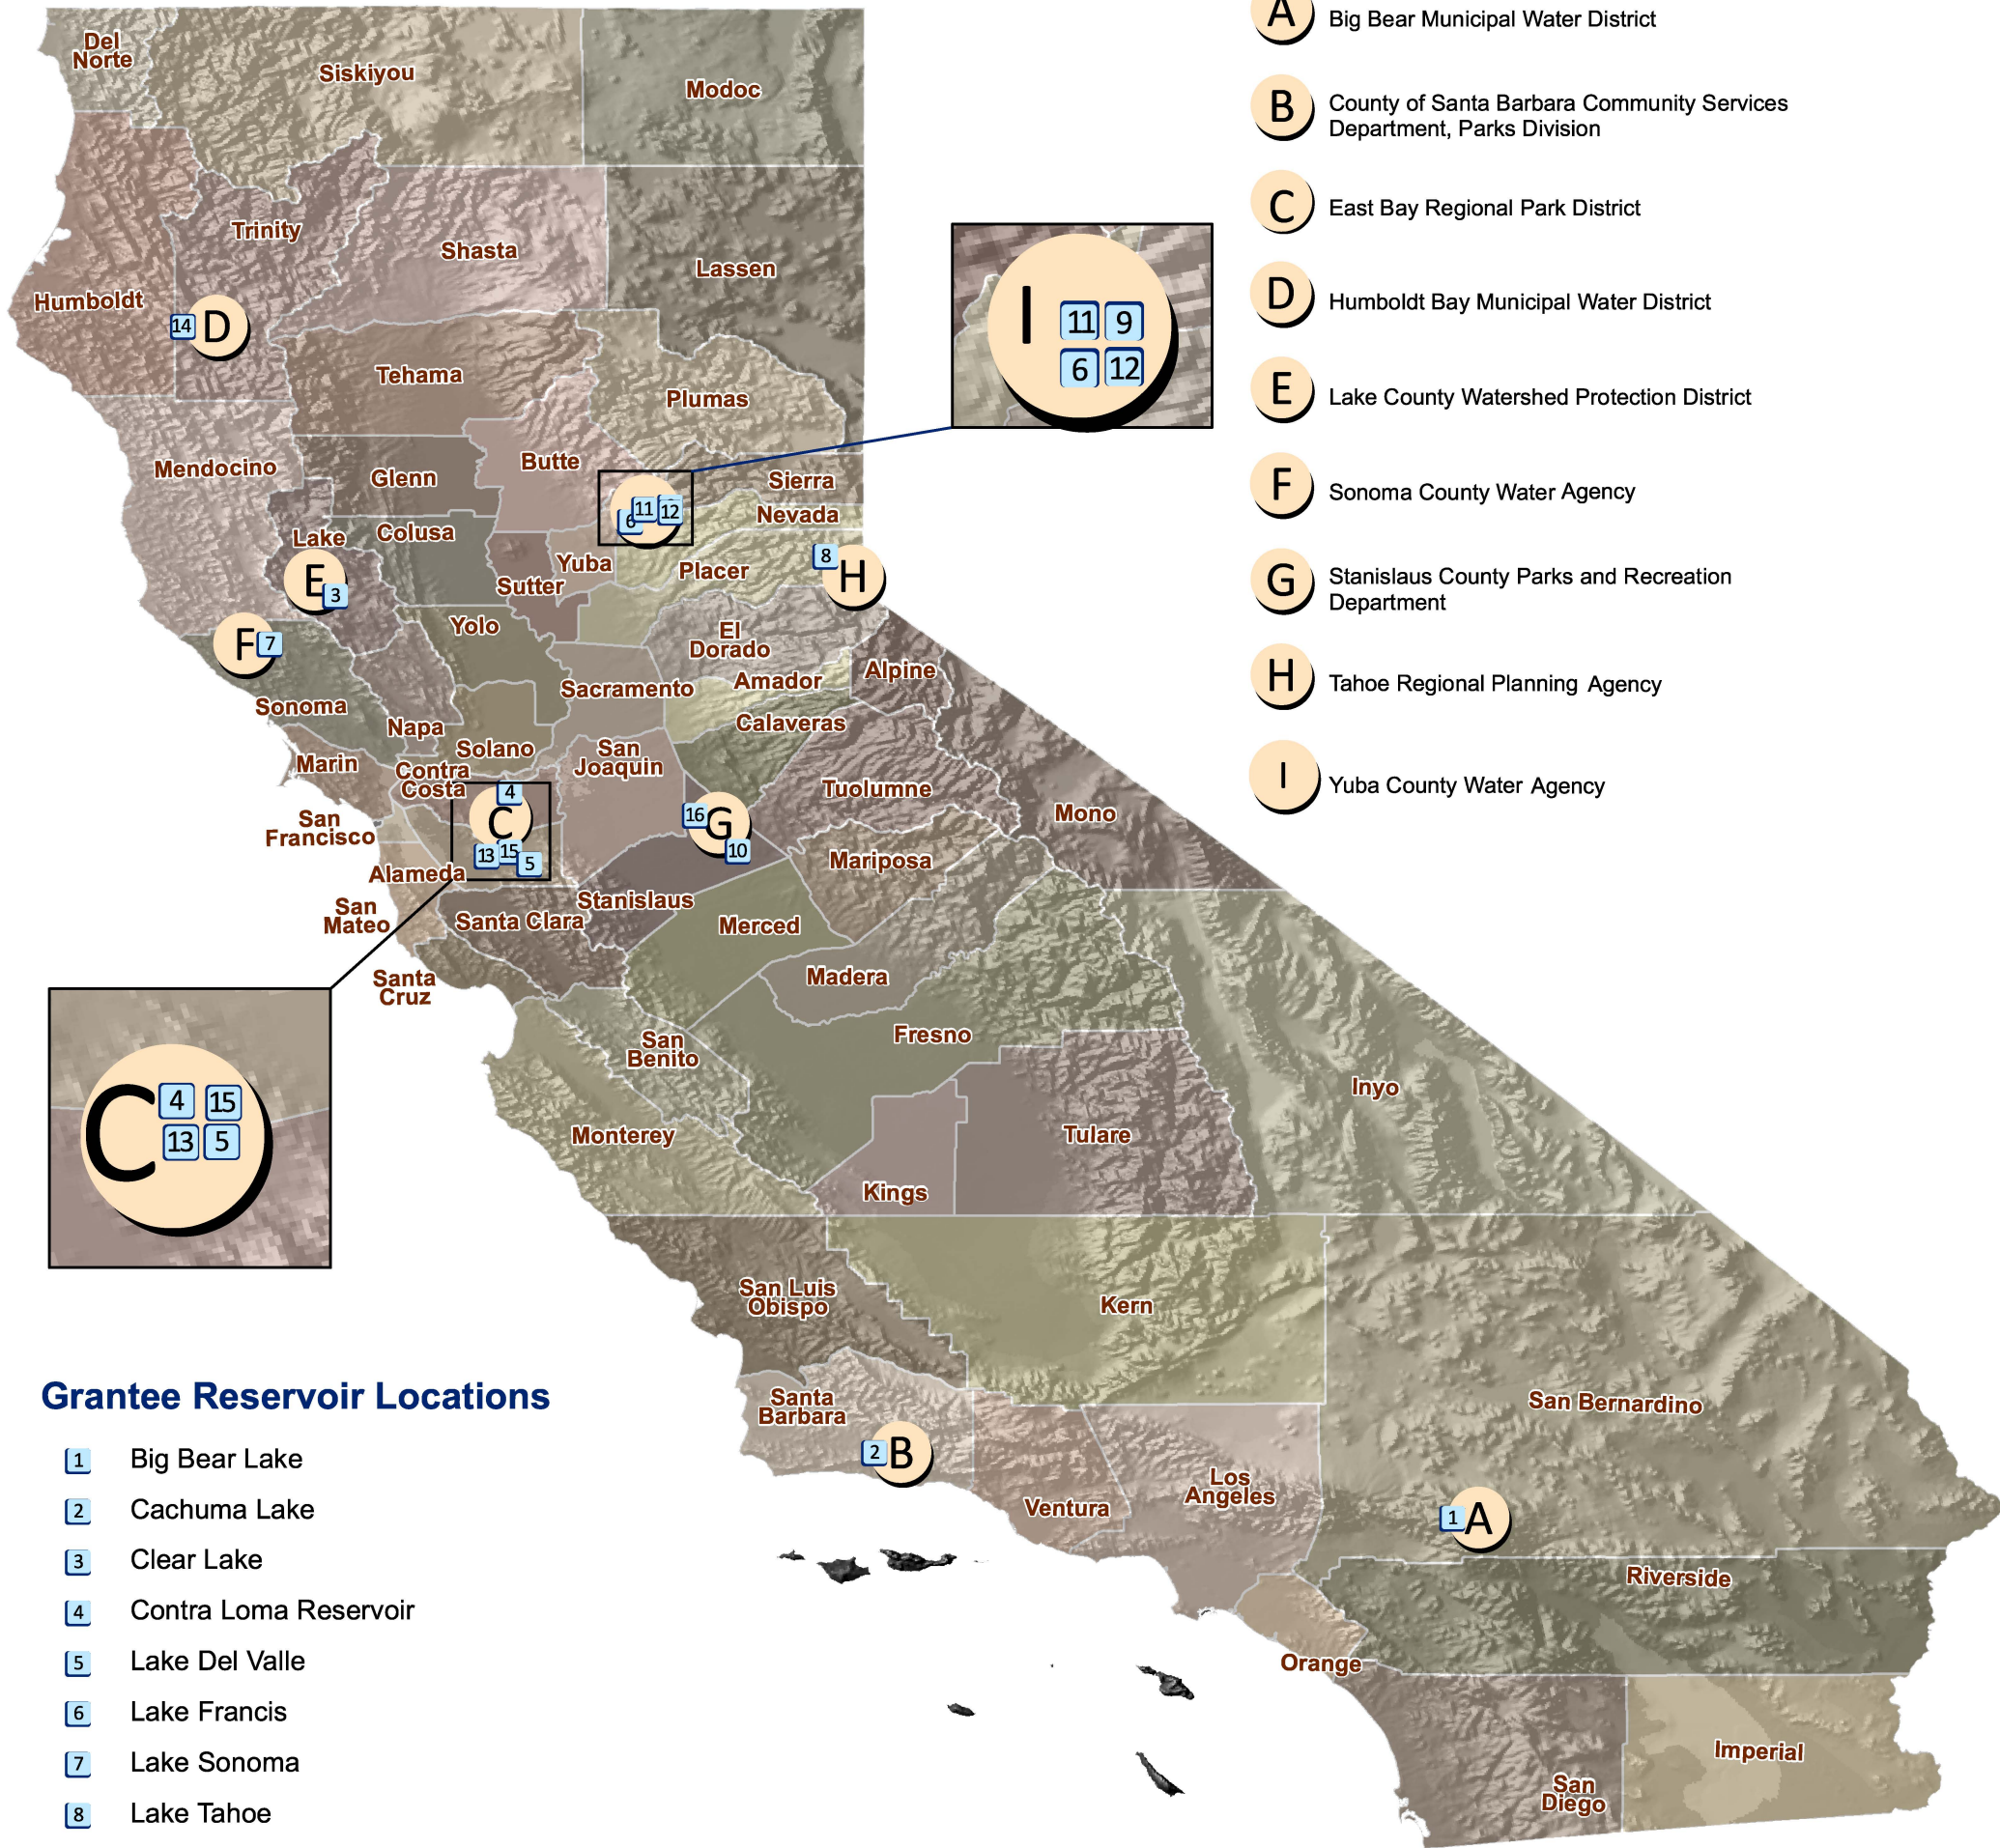 A
Big Bear Municipal Water District
B
County of Santa Barbara Community Services
Department, Parks Division
C
East Bay Regional Park District
D
Humboldt Bay Municipal Water District
E
Lake County Watershed Protection District
F
Sonoma County Water Agency
G
Stanislaus County Parks and Recreation
Department
H
Tahoe Regional Planning Agency
I
Yuba County Water Agency
Del
Norte
Siskiyou
Modoc
Trinity
Shasta
Lassen
Humboldt
14 D
I 11 9
6 12
Tehama
Plumas
Mendocino
Glenn
Butte
Sierra
11 12
6
Nevada
Lake
Colusa
Yuba
Sutter
Placer
8 H
E 3
F 7
Yolo
El
Dorado
Sacramento
Amador
Alpine
Sonoma
Napa
Calaveras
Solano
San
Joaquin
Marin
Contra
Costa
Tuolumne
Mono
San
Francisco
4
C
13 15 5
16 G
10
Mariposa
Alameda
Stanislaus
San
Mateo
Santa Clara
Merced
Santa
Cruz
Madera
C 4 15
13 5
San
Benito
Fresno
Inyo
Monterey
Tulare
Kings
San Luis
Obispo
Kern
Santa
Barbara
2 B
San Bernardino
Los
Angeles
Ventura
1 A
Riverside
Orange
Imperial
San
Diego
Grantee Reservoir Locations
1 Big Bear Lake
2 Cachuma Lake
3 Clear Lake
4 Contra Loma Reservoir
5 Lake Del Valle
6 Lake Francis
7 Lake Sonoma
8 Lake Tahoe